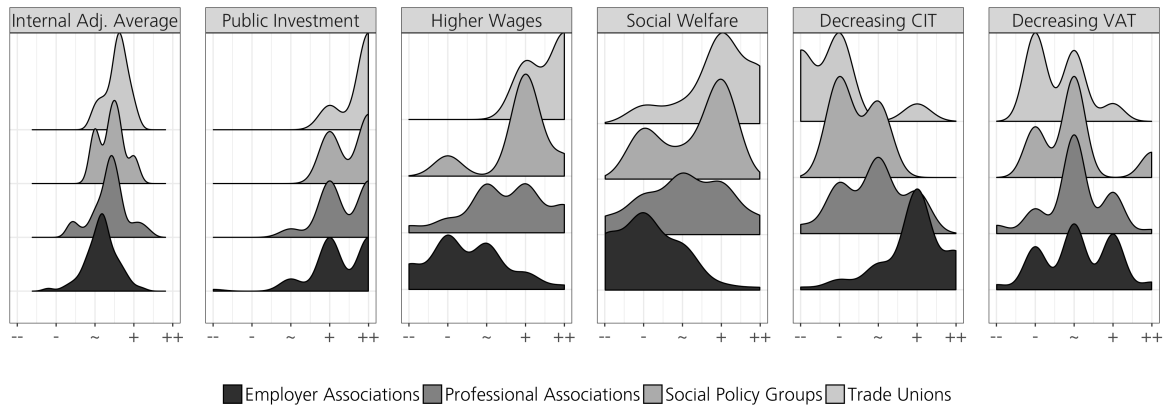 Internal Adj. Average Public Investment Higher Wages Social Welfare Decreasing CIT Decreasing VAT
-- - ~ + ++ -- - ~ + ++ -- - ~ + ++ -- - ~ + ++ -- - ~ + ++ -- - ~ + ++
Employer Associations Professional Associations Social Policy Groups Trade Unions